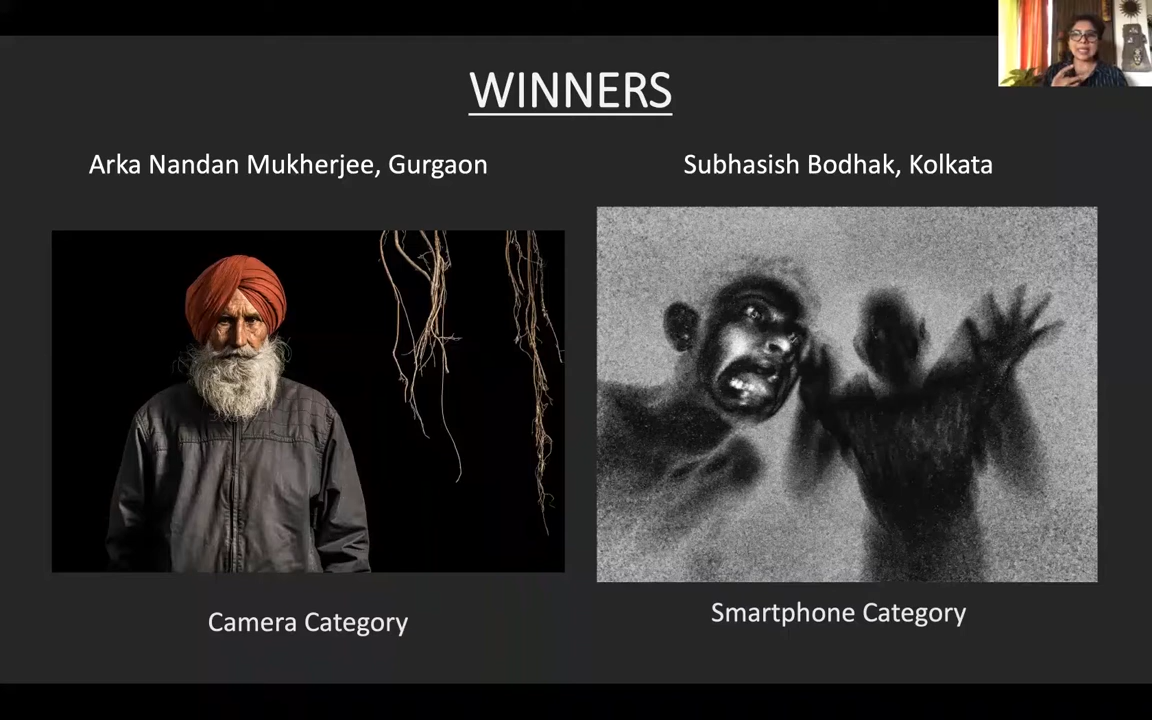 WINNERS
Arka Nandan Mukherjee, Gurgaon
Subhasish Bodhak, Kolkata
Camera Category
Smartphone Category